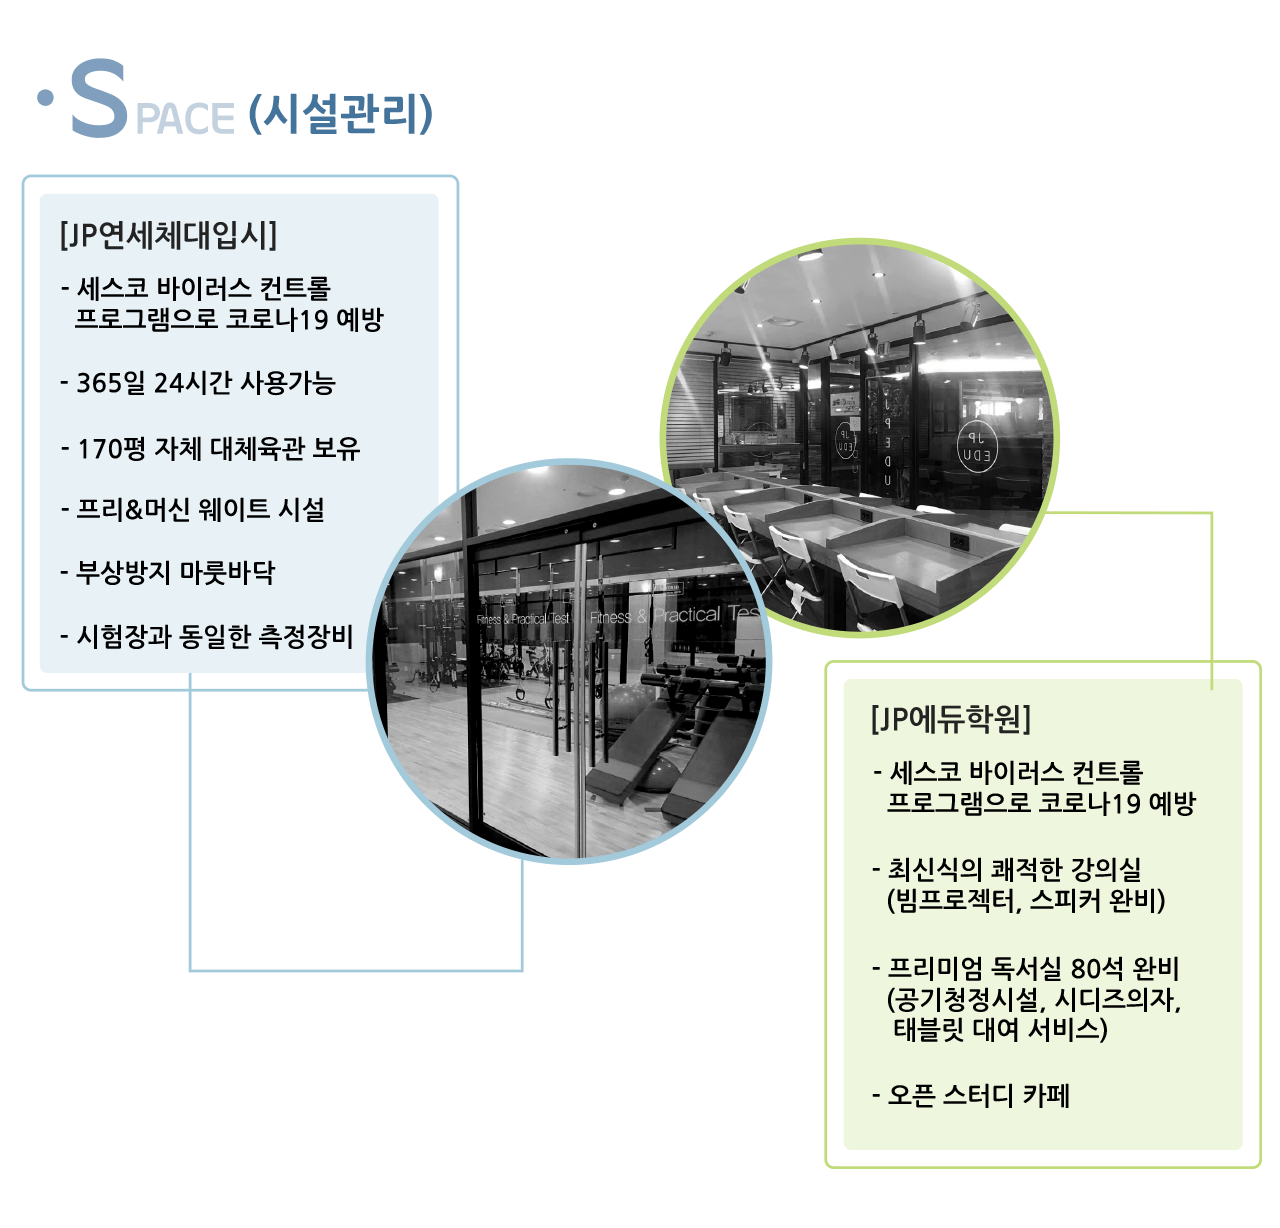 · SPACE (시설관리)
[JP연세체대입시]
- 세스코 바이러스 컨트롤
프로그램으로 코로나19 예방
- 365일 24시간 사용가능
- 170평 자체 대체육관 보유
- 프리&머신 웨이트 시설
- 부상방지 마룻바닥
- 시험장과 동일한 측정장비
Fitness & Practical Test
Fitness & Practical Tes
JP
EDU
JPEDU
JP
EDU
[JP에듀학원]
- 세스코 바이러스 컨트롤
프로그램으로 코로나19 예방
- 최신식의 쾌적한 강의실
(빔프로젝터, 스피커 완비)
- 프리미엄 독서실 80석 완비
(공기청정시설, 시디즈의자,
태블릿 대여 서비스)
- 오픈 스터디 카페